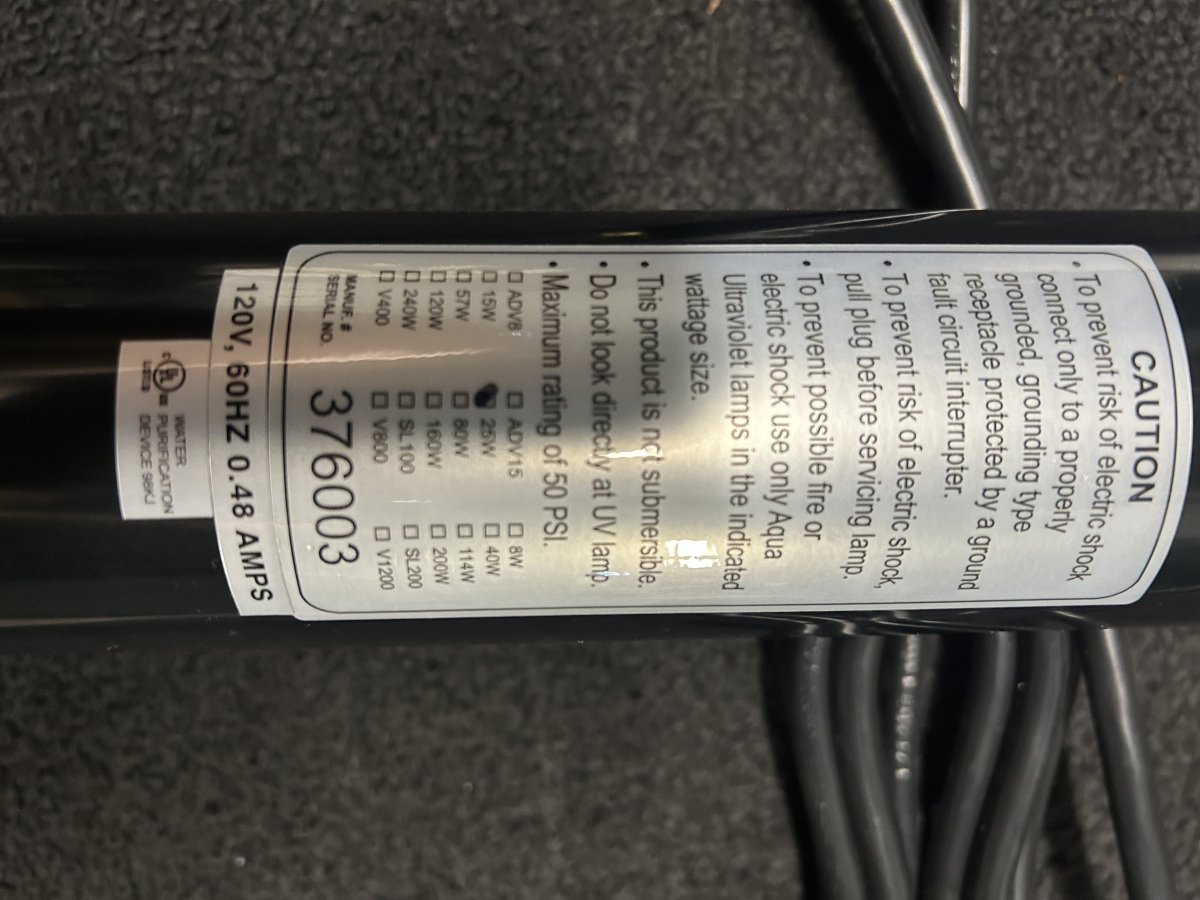 CAUTION
• To prevent risk of electric shock
connect only to a properly
grounded, grounding type
receptacle protected by a ground
fault circuit interrupter.
• To prevent risk of electric shock,
pull plug before servicing lamp.
• To prevent possible fire or
electric shock use only Aqua
Ultraviolet lamps in the indicated
wattage size.
• This product is not submersible.
• Do not look directly at UV lamp.
• Maximum rating of 50 PSI.
☐ ADV8 ☐ ADV15 ☐ 8W
☐ 15W 25W ☐ 40W
☐ 57W ☐ 80W ☐ 114W
☐ 120W ☐ 160W ☐ 200W
☐ 240W ☐ SL100 ☐ SL200
☐ V400 ☐ V800 ☐ V1200
MANUF. #
SERIAL NO. 376003
120V, 60HZ 0.48 AMPS
WATER
c UL us PURIFICATION
LISTED DEVICE 98KJ